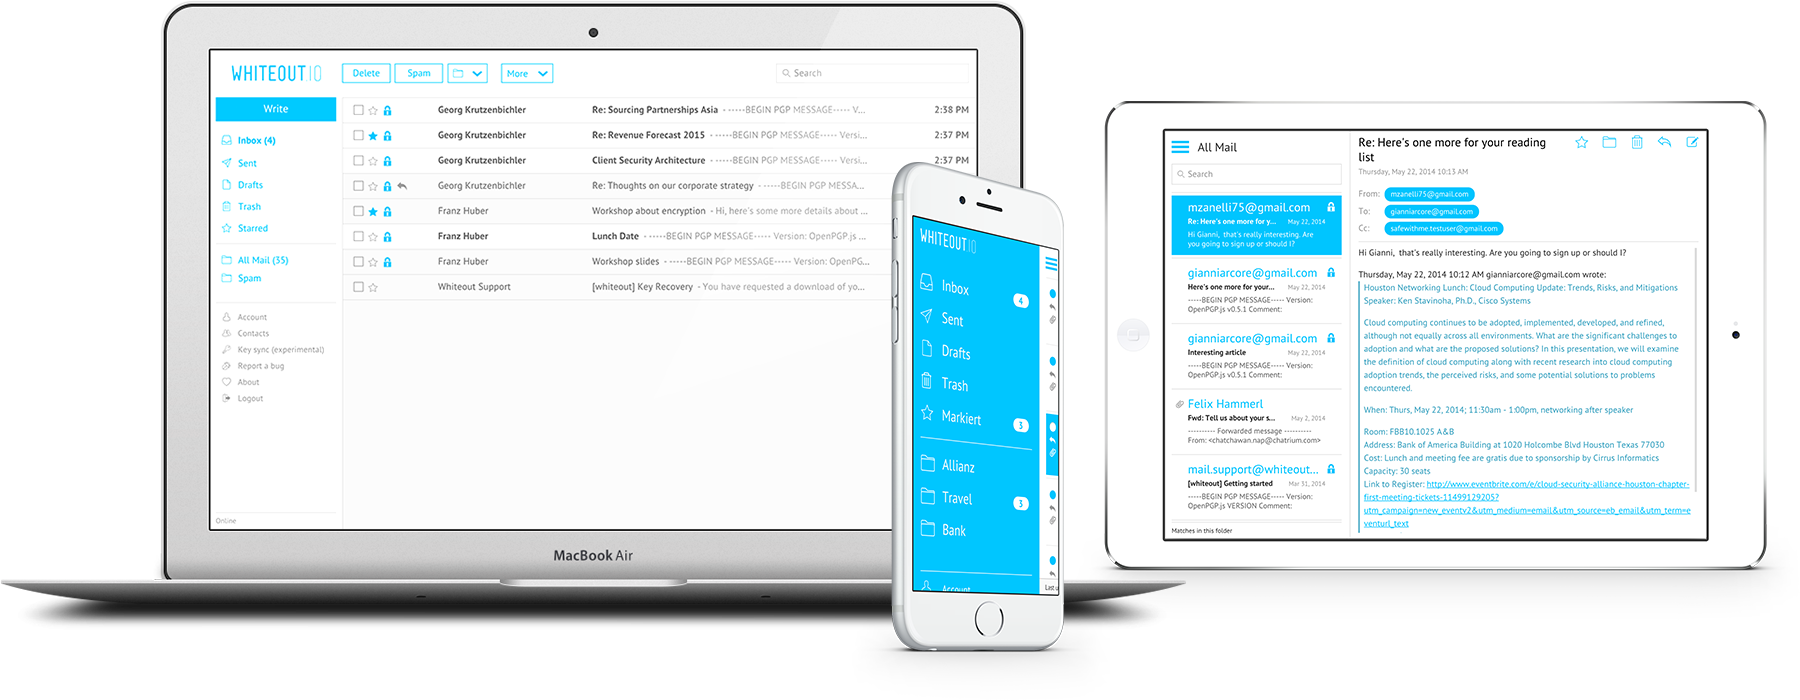 WHITEOUT IO
Delete
Spam
More
Search
Write
Inbox (4)
Sent
Drafts
Trash
Starred
All Mail (35)
Spam
Account
Contacts
Key sync (experimental)
Report a bug
About
Logout
Online
Georg Krutzenbichler Re: Sourcing Partnerships Asia - -----BEGIN PGP MESSAGE----- V... 2:38 PM
Georg Krutzenbichler Re: Revenue Forecast 2015 - -----BEGIN PGP MESSAGE----- Versi... 2:37 PM
Georg Krutzenbichler Client Security Architecture - -----BEGIN PGP MESSAGE-----... 2:37 PM
Georg Krutzenbichler Re: Thoughts on our corporate strategy - -----BEGIN PGP MESSA...
Franz Huber Workshop about encryption - Hi, here's some more details about ...
Franz Huber Lunch Date - -----BEGIN PGP MESSAGE----- Version: OpenPGP.js ...
Franz Huber Workshop slides - -----BEGIN PGP MESSAGE----- Version: OpenPG...
Whiteout Support [whiteout] Key Recovery - You have requested a download of yo...
MacBook Air
WHITEOUT IO
Inbox 4
Sent
Drafts
Trash
Markiert 3
Allianz
Travel 3
Bank
Account
Last u
All Mail
Search
mzanelli75@gmail.com
Re: Here's one more for y... May 22, 2014
Hi Gianni, that's really interesting. Are
you going to sign up or should I?
gianniarcore@gmail.com
Here's one more for your... May 22, 2014
-----BEGIN PGP MESSAGE----- Version:
OpenPGP.js v0.5.1 Comment:
gianniarcore@gmail.com
Interesting article May 22, 2014
-----BEGIN PGP MESSAGE----- Version:
OpenPGP.js v0.5.1 Comment:
Felix Hammerl
Fwd: Tell us about your s... May 2, 2014
---------- Forwarded message ----------
From: <chatchawan.nap@chatrium.com>
mail.support@whiteout...
[whiteout] Getting started Mar 31, 2014
-----BEGIN PGP MESSAGE----- Version:
OpenPGP.js VERSION Comment:
Matches in this folder
Re: Here's one more for your reading
list
Thursday, May 22, 2014 10:13 AM
From: mzanelli75@gmail.com
To: gianniarcore@gmail.com
Cc: safewithme.testuser@gmail.com
Hi Gianni, that's really interesting. Are you going to sign up or should I?
Thursday, May 22, 2014 10:12 AM gianniarcore@gmail.com wrote:
Houston Networking Lunch: Cloud Computing Update: Trends, Risks, and Mitigations
Speaker: Ken Stavinoha, Ph.D., Cisco Systems
Cloud computing continues to be adopted, implemented, developed, and refined,
although not equally across all environments. What are the significant challenges to
adoption and what are the proposed solutions? In this presentation, we will examine
the definition of cloud computing along with recent research into cloud computing
adoption trends, the perceived risks, and some potential solutions to problems
encountered.
When: Thurs, May 22, 2014; 11:30am - 1:00pm, networking after speaker
Room: FBB10.1025 A&B
Address: Bank of America Building at 1020 Holcombe Blvd Houston Texas 77030
Cost: Lunch and meeting fee are gratis due to sponsorship by Cirrus Informatics
Capacity: 30 seats
Link to Register: http://www.eventbrite.com/e/cloud-security-alliance-houston-chapter-
first-meeting-tickets-11499129205?
utm_campaign=new_eventv2&utm_medium=email&utm_source=eb_email&utm_term=e
venturl_text